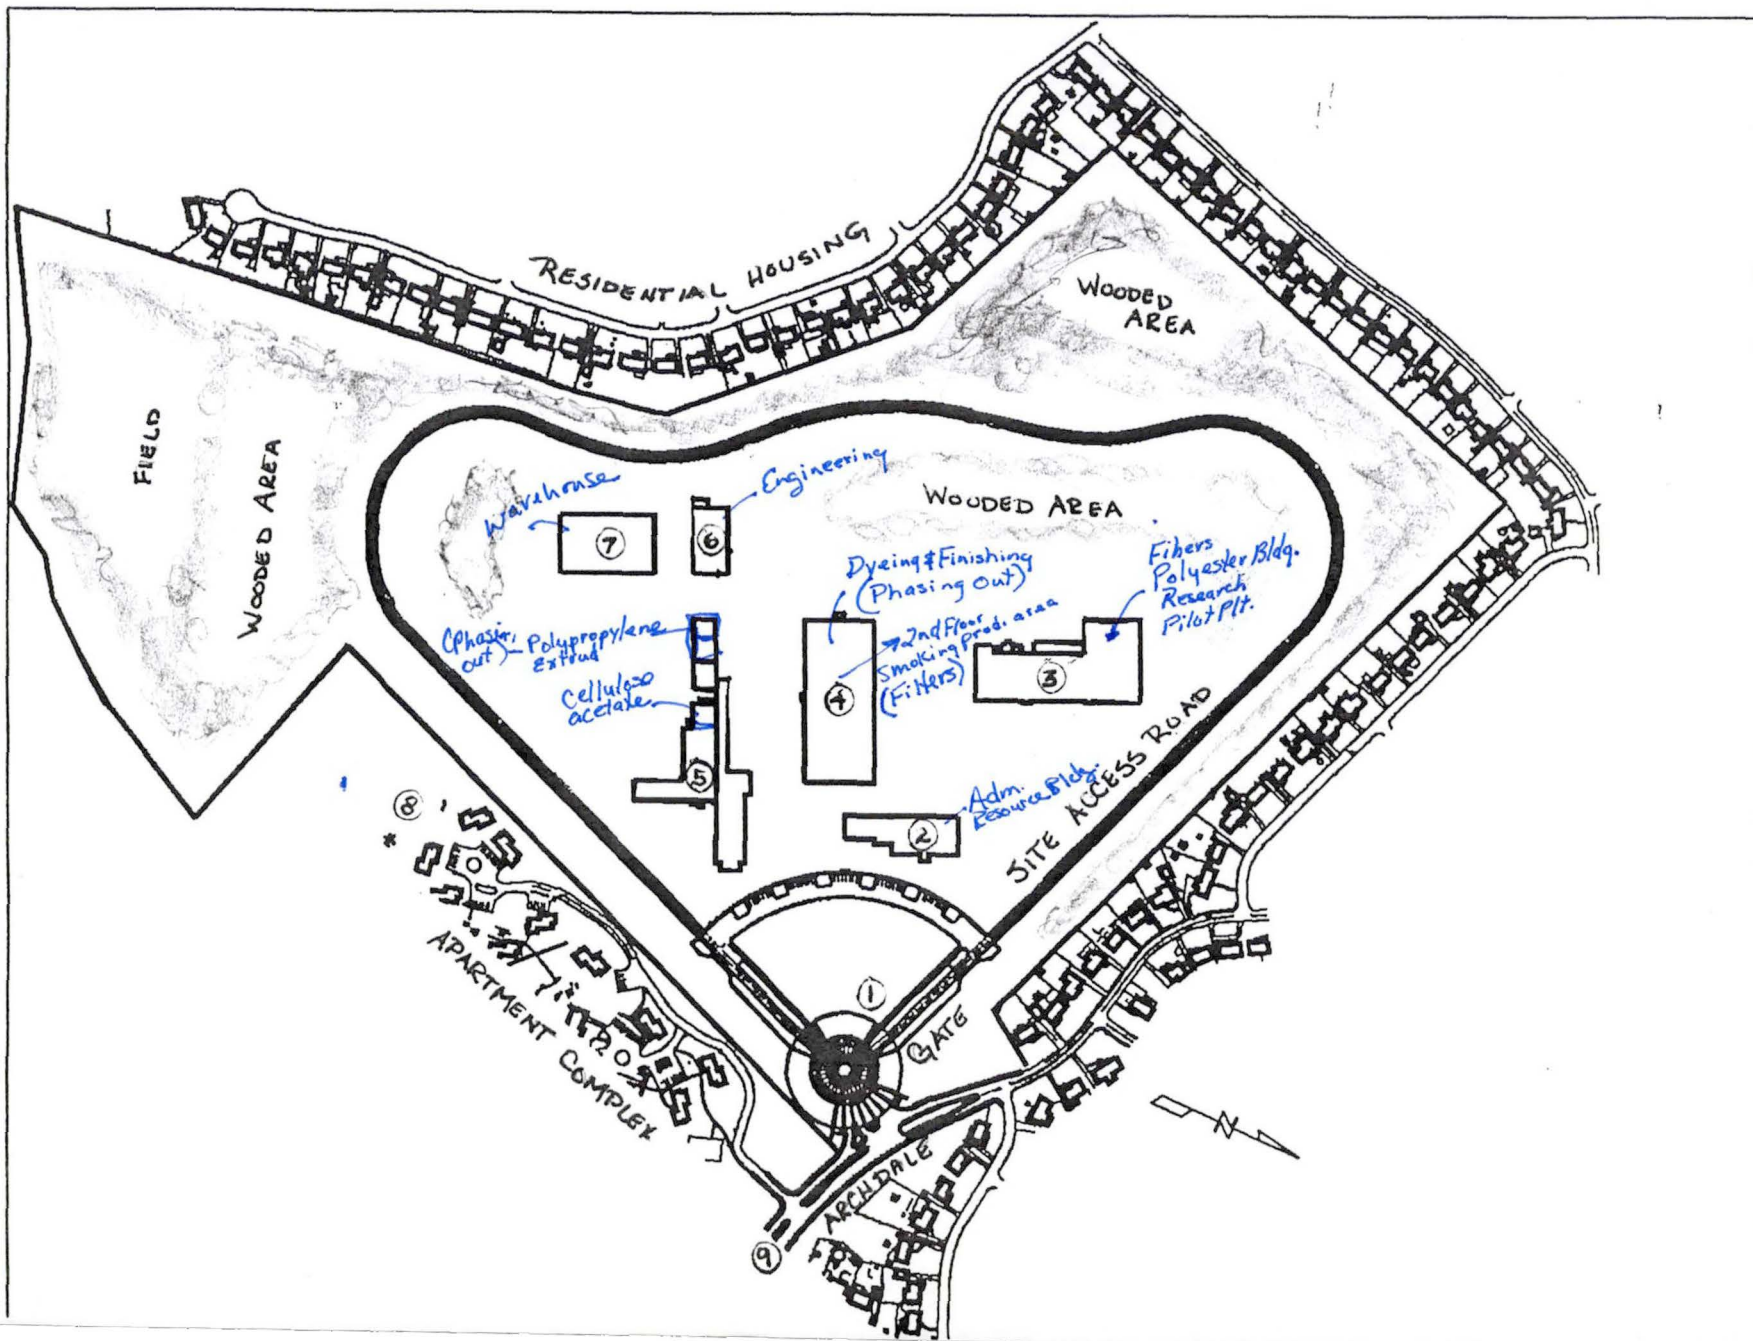 RESIDENTIAL HOUSING
WOODED
AREA
FIELD
WOODED AREA
Warehouse
7
Engineering
6
WOODED AREA
Dyeing & Finishing
(Phasing Out)
2nd Floor
Smoking Prod. area
(Filters)
4
Fibers
Polyester Bldg.
Research
Pilot Plt.
3
(Phasing
out)
Polypropylene
Extrud
Cellulose
acetate
5
Adm.
Resource Bldg.
2
SITE ACCESS ROAD
8
*
APARTMENT COMPLEX
1
GATE
N
ARCHDALE
9